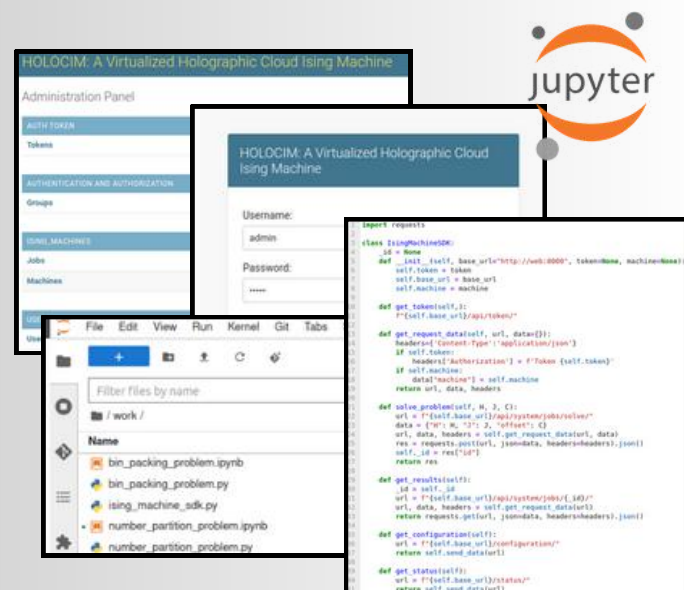 HOLOCIM: A Virtualized Holographic Cloud Ising Machine
Administration Panel
AUTH TOKEN
Tokens
AUTHENTICATION AND AUTHORIZATION
Groups
ISING_MACHINES
Jobs
Machines
jupyter
HOLOCIM: A Virtualized Holographic Cloud
Ising Machine
Username:
admin
Password:
•••••
File Edit View Run Kernel Git Tabs
Filter files by name
/ work /
Name
bin_packing_problem.ipynb
bin_packing_problem.py
ising_machine_sdk.py
number_partition_problem.ipynb
number_partition_problem.py
import requests
class IsingMachineSDK:
_id = None
def __init__(self, base_url="http://web:8000", token=None, machine=None):
self.token = token
self.base_url = base_url
self.machine = machine
def get_token(self,):
f"{self.base_url}/api/token/"
def get_request_data(self, url, data={}):
headers={'Content-Type':'application/json'}
if self.token:
headers['Authorization'] = f'Token {self.token}'
if self.machine:
data["machine"] = self.machine
return url, data, headers
def solve_problem(self, H, J, C):
url = f"{self.base_url}/api/system/jobs/solve/"
data = {"H": H, "J": J, "offset": C}
url, data, headers = self.get_request_data(url, data)
res = requests.post(url, json=data, headers=headers).json()
self._id = res["id"]
return res
def get_results(self):
_id = self._id
url = f"{self.base_url}/api/system/jobs/{_id}/"
url, data, headers = self.get_request_data(url)
return requests.get(url, json=data, headers=headers).json()
def get_configuration(self):
url = f"{self.base_url}/configuration/"
return self.send_data(url)
def get_status(self):
url = f"{self.base_url}/status/"
return self.send_data(url)